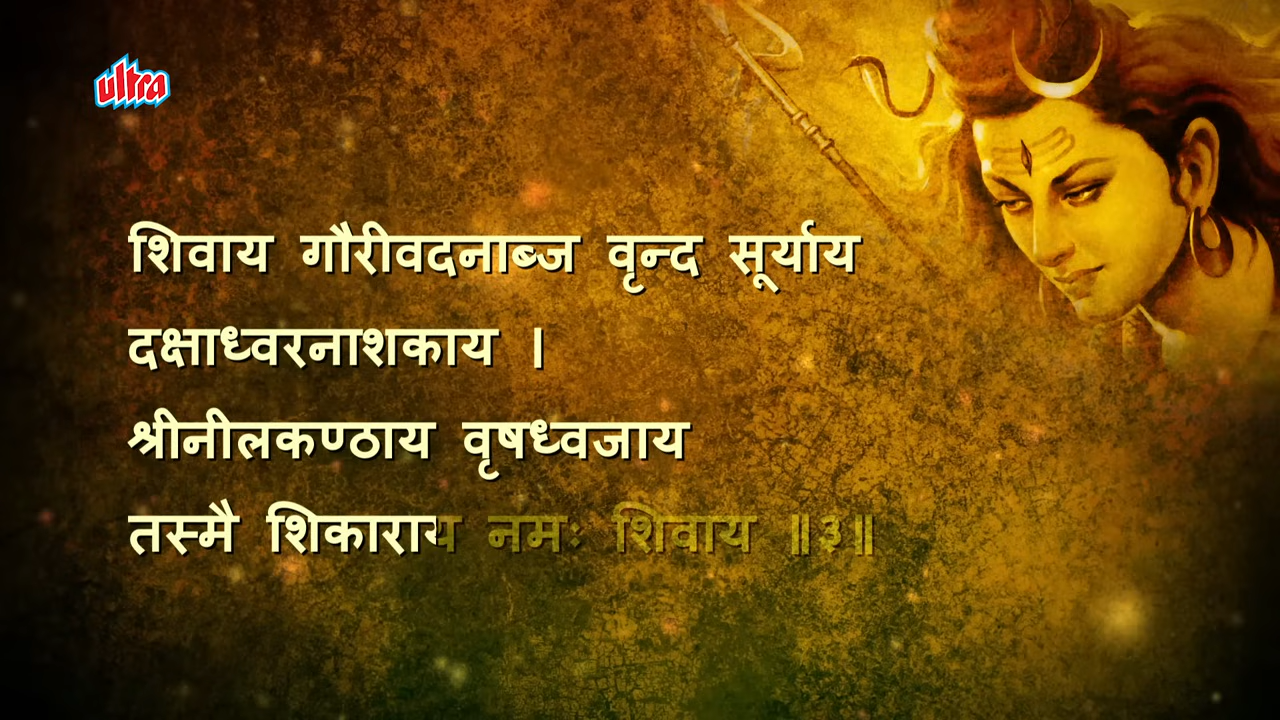 ultra
शिवाय गौरीवदनाब्ज वृन्द सूर्याय
दक्षाध्वरनाशकाय ।
श्रीनीलकण्ठाय वृषध्वजाय
तस्मै शिकाराय नमः शिवाय ॥३॥